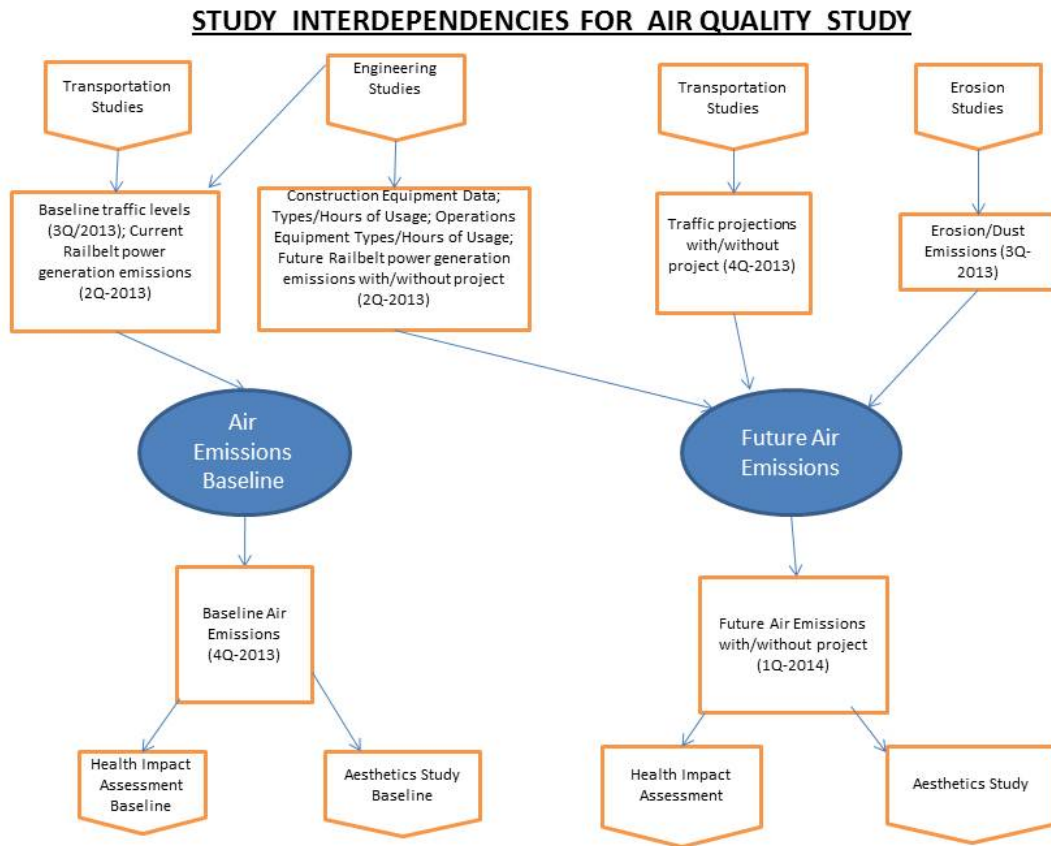 STUDY INTERDEPENDENCIES FOR AIR QUALITY STUDY
Transportation
Studies
Engineering
Studies
Transportation
Studies
Erosion
Studies
Baseline traffic levels
(3Q/2013); Current
Railbelt power
generation emissions
(2Q-2013)
Construction Equipment Data;
Types/Hours of Usage; Operations
Equipment Types/Hours of Usage;
Future Railbelt power generation
emissions with/without project
(2Q-2013)
Traffic projections
with/without
project (4Q-2013)
Erosion/Dust
Emissions (3Q-
2013)
Air
Emissions
Baseline
Future Air
Emissions
Baseline Air
Emissions
(4Q-2013)
Future Air Emissions
with/without project
(1Q-2014)
Health Impact
Assessment
Baseline
Aesthetics Study
Baseline
Health Impact
Assessment
Aesthetics Study